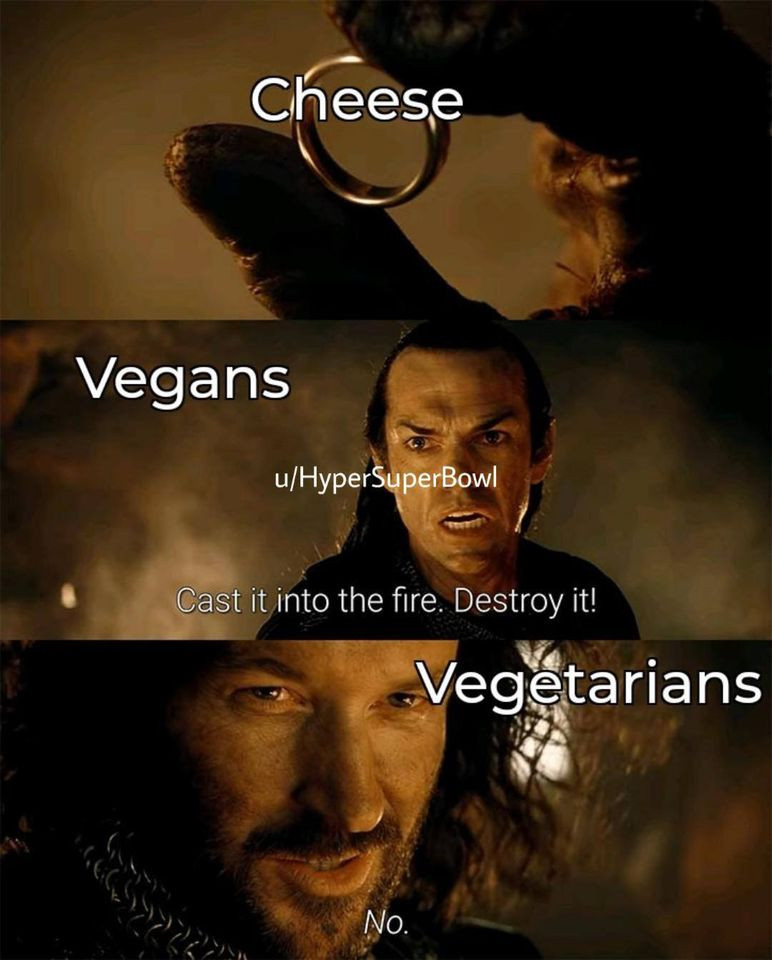 Cheese
Vegans
u/HyperSuperBowl
Cast it into the fire. Destroy it!
Vegetarians
No.